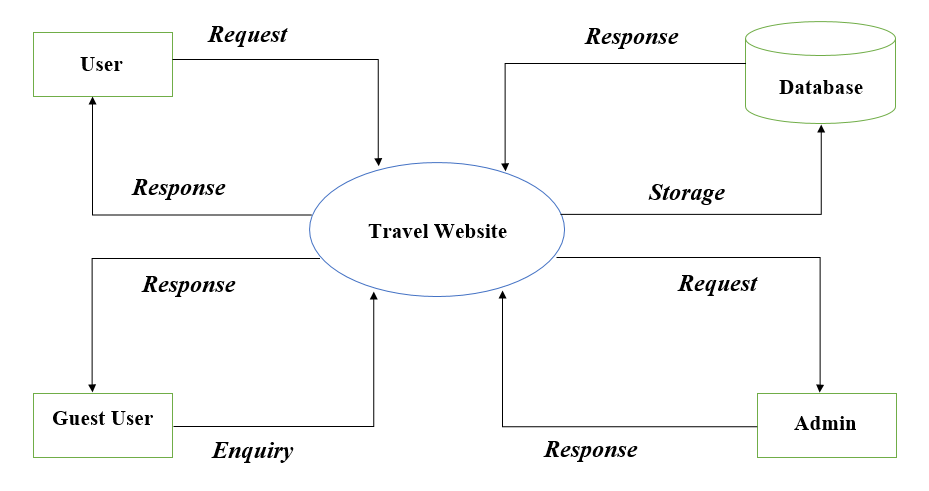 Request
Response
User
Database
Response
Storage
Travel Website
Response
Request
Guest User
Admin
Enquiry
Response